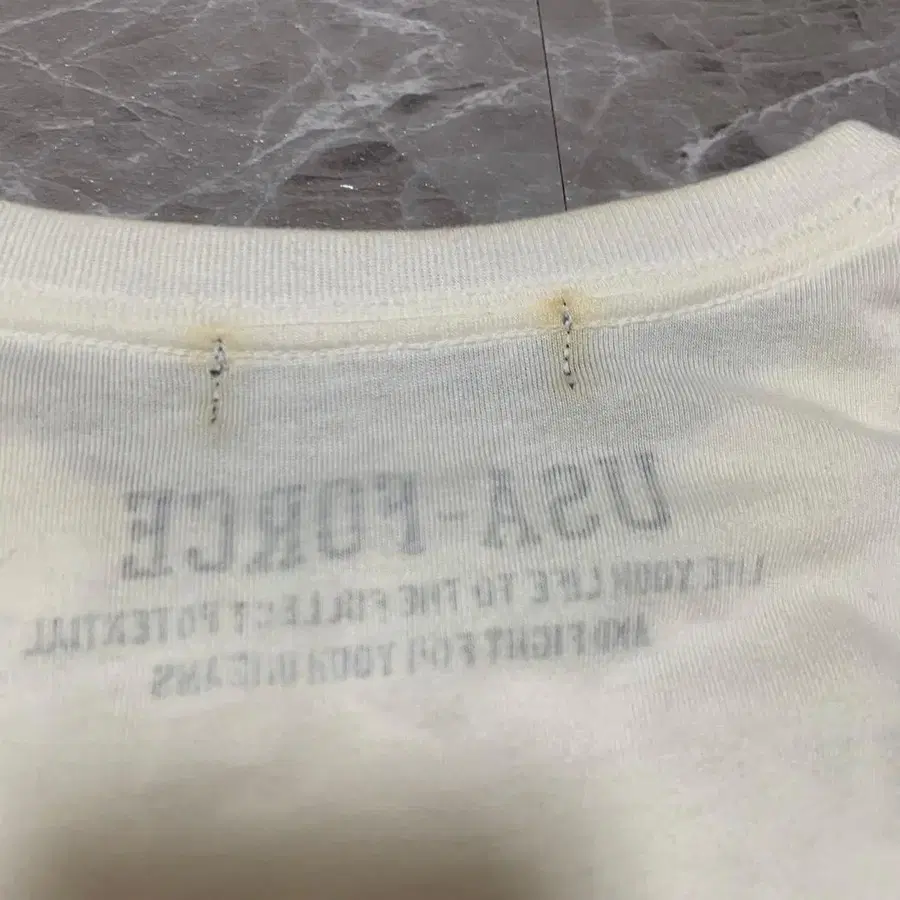 USA-FORCE
LIVE YOUR LIFE TO THE FULLEST POTENTIAL
AND FIGHT FOR YOUR DREAMS